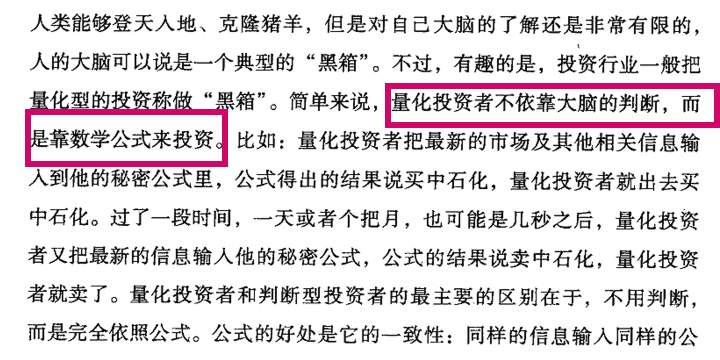 人类能够登天入地、克隆猪羊，但是对自己大脑的了解还是非常有限的，
人的大脑可以说是一个典型的“黑箱”。不过，有趣的是，投资行业一般把
量化型的投资称做“黑箱”。简单来说，量化投资者不依靠大脑的判断，而
是靠数学公式来投资。比如：量化投资者把最新的市场及其他相关信息输
入到他的秘密公式里，公式得出的结果说买中石化，量化投资者就出去买
中石化。过了一段时间，一天或者个把月，也可能是几秒之后，量化投资
者又把最新的信息输入他的秘密公式，公式的结果说卖中石化，量化投资
者就卖了。量化投资者和判断型投资者的最主要的区别在于，不用判断，
而是完全依照公式。公式的好处是它的一致性：同样的信息输入同样的公